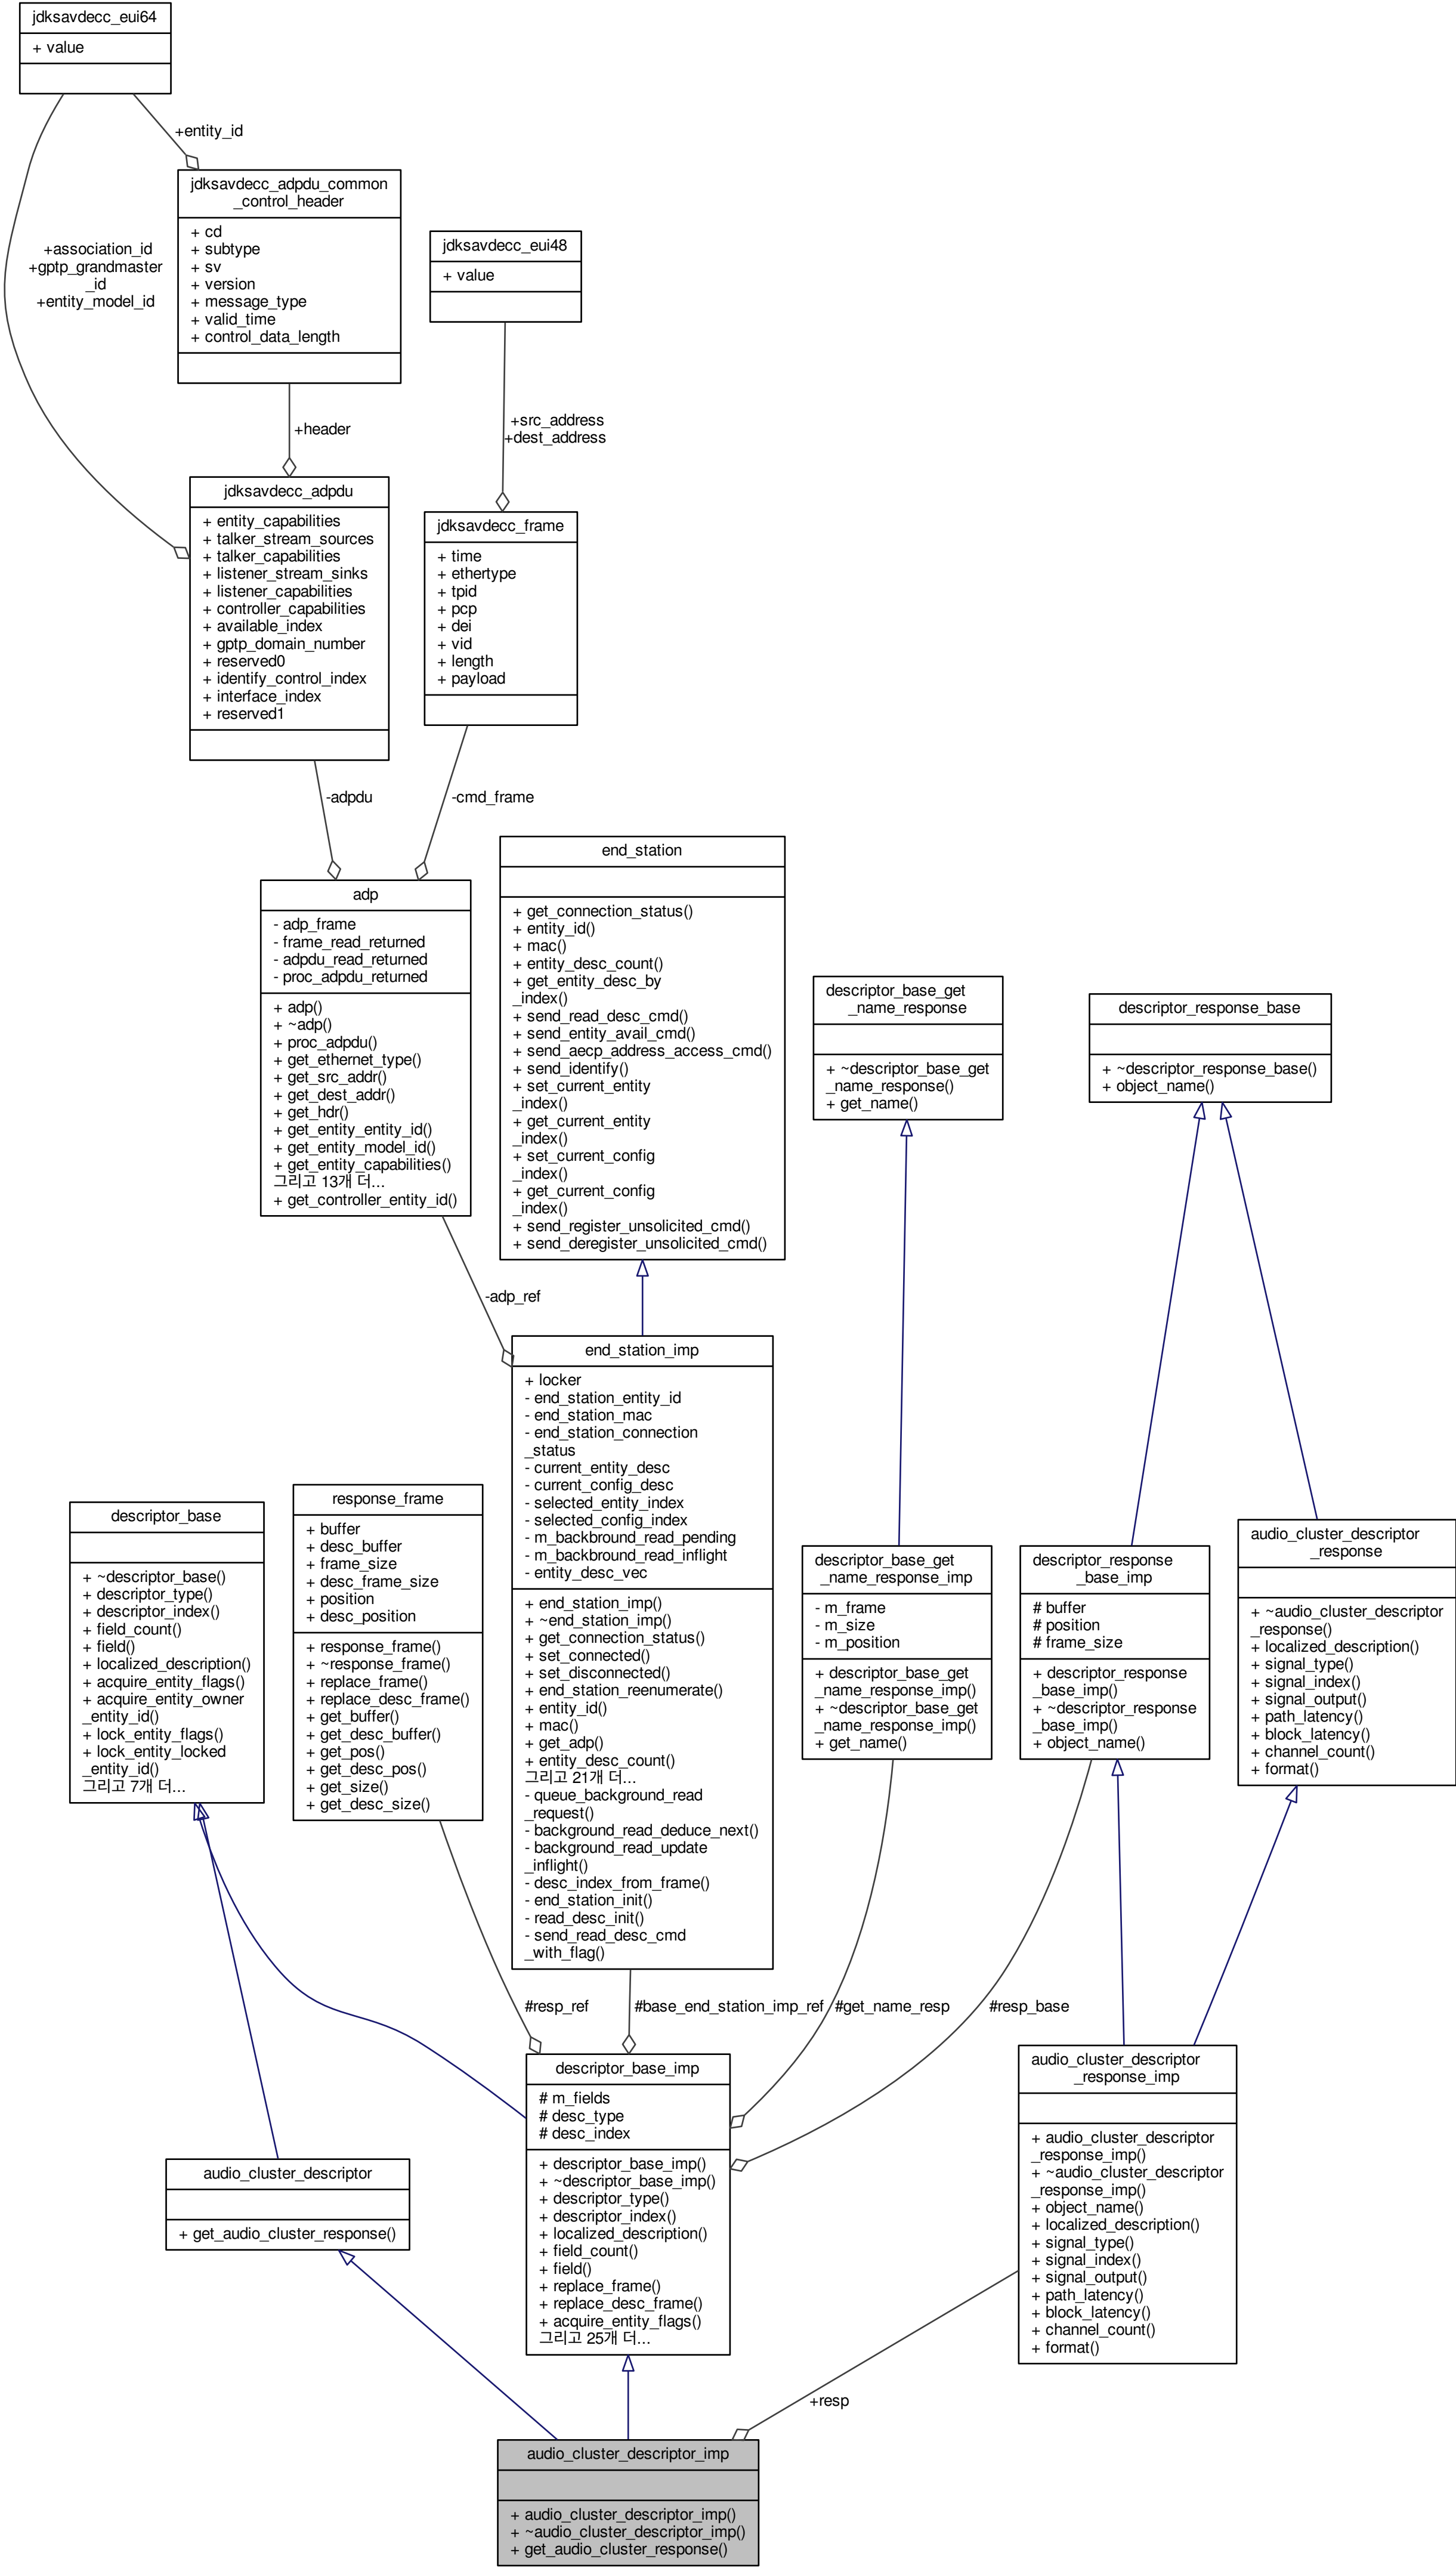 jdksavdecc_eui64
+ value
+entity_id
jdksavdecc_adpdu_common
_control_header
+ cd
+ subtype
+ sv
+ version
+ message_type
+ valid_time
+ control_data_length
+association_id
+gptp_grandmaster
_id
+entity_model_id
jdksavdecc_eui48
+ value
+header
+src_address
+dest_address
jdksavdecc_adpdu
+ entity_capabilities
+ talker_stream_sources
+ talker_capabilities
+ listener_stream_sinks
+ listener_capabilities
+ controller_capabilities
+ available_index
+ gptp_domain_number
+ reserved0
+ identify_control_index
+ interface_index
+ reserved1
jdksavdecc_frame
+ time
+ ethertype
+ tpid
+ pcp
+ dei
+ vid
+ length
+ payload
-adpdu
-cmd_frame
adp
- adp_frame
- frame_read_returned
- adpdu_read_returned
- proc_adpdu_returned
+ adp()
+ ~adp()
+ proc_adpdu()
+ get_ethernet_type()
+ get_src_addr()
+ get_dest_addr()
+ get_hdr()
+ get_entity_entity_id()
+ get_entity_model_id()
+ get_entity_capabilities()
그리고 13개 더...
+ get_controller_entity_id()
end_station
+ get_connection_status()
+ entity_id()
+ mac()
+ entity_desc_count()
+ get_entity_desc_by
_index()
+ send_read_desc_cmd()
+ send_entity_avail_cmd()
+ send_aecp_address_access_cmd()
+ send_identify()
+ set_current_entity
_index()
+ get_current_entity
_index()
+ set_current_config
_index()
+ get_current_config
_index()
+ send_register_unsolicited_cmd()
+ send_deregister_unsolicited_cmd()
descriptor_base_get
_name_response
+ ~descriptor_base_get
_name_response()
+ get_name()
descriptor_response_base
+ ~descriptor_response_base()
+ object_name()
-adp_ref
end_station_imp
+ locker
- end_station_entity_id
- end_station_mac
- end_station_connection
_status
- current_entity_desc
- current_config_desc
- selected_entity_index
- selected_config_index
- m_backbround_read_pending
- m_backbround_read_inflight
- entity_desc_vec
+ end_station_imp()
+ ~end_station_imp()
+ get_connection_status()
+ set_connected()
+ set_disconnected()
+ end_station_reenumerate()
+ entity_id()
+ mac()
+ get_adp()
+ entity_desc_count()
그리고 21개 더...
- queue_background_read
_request()
- background_read_deduce_next()
- background_read_update
_inflight()
- desc_index_from_frame()
- end_station_init()
- read_desc_init()
- send_read_desc_cmd
_with_flag()
descriptor_base
+ ~descriptor_base()
+ descriptor_type()
+ descriptor_index()
+ field_count()
+ field()
+ localized_description()
+ acquire_entity_flags()
+ acquire_entity_owner
_entity_id()
+ lock_entity_flags()
+ lock_entity_locked
_entity_id()
그리고 7개 더...
response_frame
+ buffer
+ desc_buffer
+ frame_size
+ desc_frame_size
+ position
+ desc_position
+ response_frame()
+ ~response_frame()
+ replace_frame()
+ replace_desc_frame()
+ get_buffer()
+ get_desc_buffer()
+ get_pos()
+ get_desc_pos()
+ get_size()
+ get_desc_size()
descriptor_base_get
_name_response_imp
- m_frame
- m_size
- m_position
+ descriptor_base_get
_name_response_imp()
+ ~descriptor_base_get
_name_response_imp()
+ get_name()
descriptor_response
_base_imp
# buffer
# position
# frame_size
+ descriptor_response
_base_imp()
+ ~descriptor_response
_base_imp()
+ object_name()
audio_cluster_descriptor
_response
+ ~audio_cluster_descriptor
_response()
+ localized_description()
+ signal_type()
+ signal_index()
+ signal_output()
+ path_latency()
+ block_latency()
+ channel_count()
+ format()
#resp_ref
#base_end_station_imp_ref
#get_name_resp
#resp_base
descriptor_base_imp
# m_fields
# desc_type
# desc_index
+ descriptor_base_imp()
+ ~descriptor_base_imp()
+ descriptor_type()
+ descriptor_index()
+ localized_description()
+ field_count()
+ field()
+ replace_frame()
+ replace_desc_frame()
+ acquire_entity_flags()
그리고 25개 더...
audio_cluster_descriptor
_response_imp
+ audio_cluster_descriptor
_response_imp()
+ ~audio_cluster_descriptor
_response_imp()
+ object_name()
+ localized_description()
+ signal_type()
+ signal_index()
+ signal_output()
+ path_latency()
+ block_latency()
+ channel_count()
+ format()
audio_cluster_descriptor
+ get_audio_cluster_response()
+resp
audio_cluster_descriptor_imp
+ audio_cluster_descriptor_imp()
+ ~audio_cluster_descriptor_imp()
+ get_audio_cluster_response()